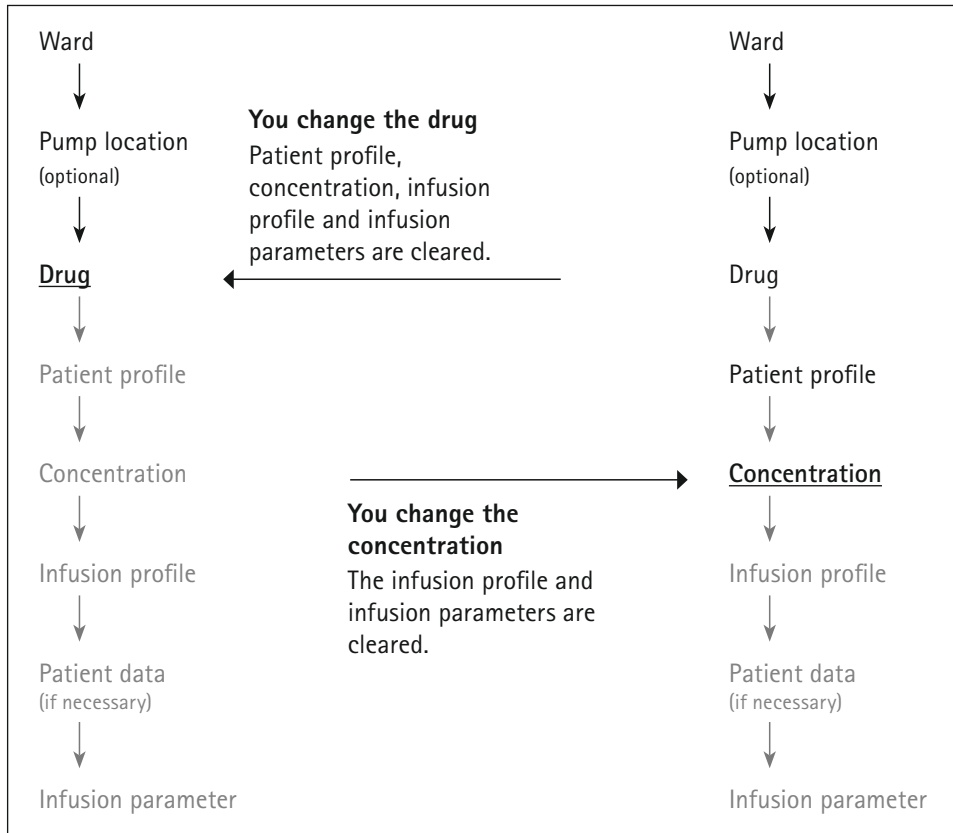 Ward
Pump location
(optional)
Drug
Patient profile
Concentration
Infusion profile
Patient data
(if necessary)
Infusion parameter
You change the drug
Patient profile,
concentration, infusion
profile and infusion
parameters are cleared.
You change the
concentration
The infusion profile and
infusion parameters are
cleared.
Ward
Pump location
(optional)
Drug
Patient profile
Concentration
Infusion profile
Patient data
(if necessary)
Infusion parameter